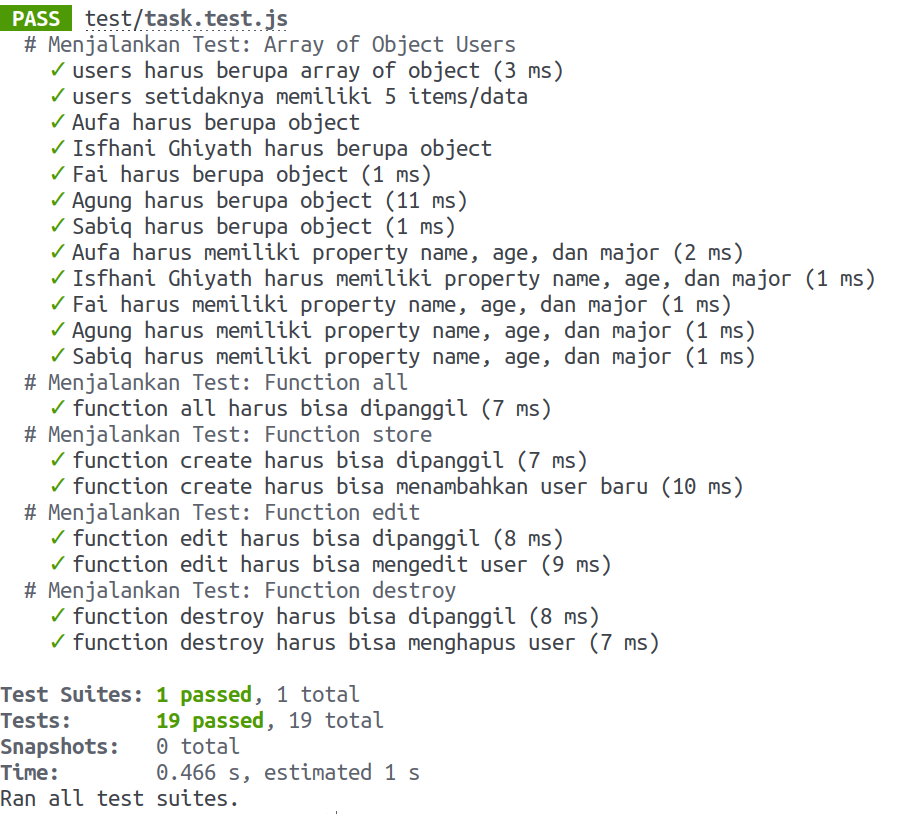 PASS test/task.test.js
# Menjalankan Test: Array of Object Users
✓ users harus berupa array of object (3 ms)
✓ users setidaknya memiliki 5 items/data
✓ Aufa harus berupa object
✓ Isfhani Ghiyath harus berupa object
✓ Fai harus berupa object (1 ms)
✓ Agung harus berupa object (11 ms)
✓ Sabiq harus berupa object (1 ms)
✓ Aufa harus memiliki property name, age, dan major (2 ms)
✓ Isfhani Ghiyath harus memiliki property name, age, dan major (1 ms)
✓ Fai harus memiliki property name, age, dan major (1 ms)
✓ Agung harus memiliki property name, age, dan major (1 ms)
✓ Sabiq harus memiliki property name, age, dan major (1 ms)
# Menjalankan Test: Function all
✓ function all harus bisa dipanggil (7 ms)
# Menjalankan Test: Function store
✓ function create harus bisa dipanggil (7 ms)
✓ function create harus bisa menambahkan user baru (10 ms)
# Menjalankan Test: Function edit
✓ function edit harus bisa dipanggil (8 ms)
✓ function edit harus bisa mengedit user (9 ms)
# Menjalankan Test: Function destroy
✓ function destroy harus bisa dipanggil (8 ms)
✓ function destroy harus bisa menghapus user (7 ms)
Test Suites: 1 passed, 1 total
Tests: 19 passed, 19 total
Snapshots: 0 total
Time: 0.466 s, estimated 1 s
Ran all test suites.